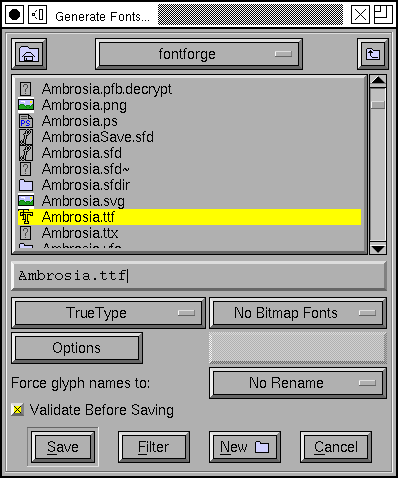 Generate Fonts...
fontforge
Ambrosia.pfb.decrypt
Ambrosia.png
Ambrosia.ps
AmbrosiaSave.sfd
Ambrosia.sfd
Ambrosia.sfd~
Ambrosia.sfdir
Ambrosia.svg
Ambrosia.ttf
Ambrosia.ttx
Ambrosia.ttf
TrueType
No Bitmap Fonts
Options
Force glyph names to:
No Rename
Validate Before Saving
Save
Filter
New
Cancel